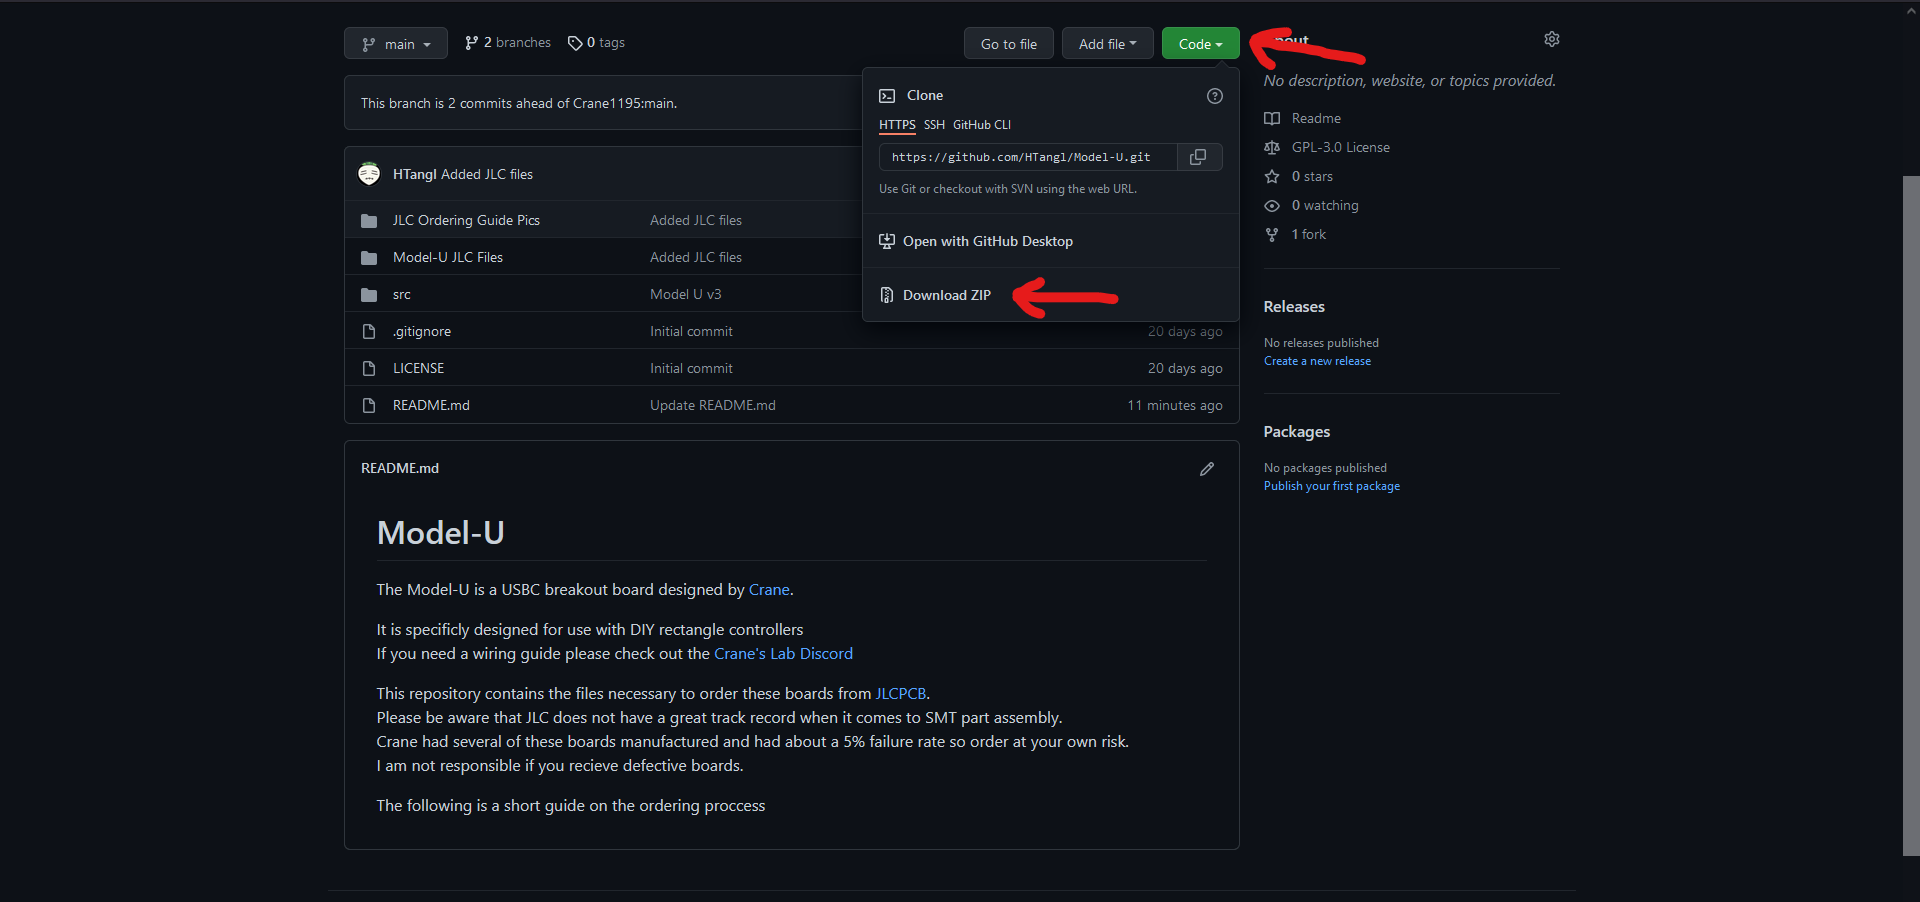 main
2 branches
0 tags
Go to file
Add file
Code
No description, website, or topics provided.
This branch is 2 commits ahead of Crane1195:main.
Clone
HTTPS SSH GitHub CLI
https://github.com/HTangl/Model-U.git
Use Git or checkout with SVN using the web URL.
Open with GitHub Desktop
Download ZIP
HTangl Added JLC files
JLC Ordering Guide Pics Added JLC files
Model-U JLC Files Added JLC files
src Model U v3
.gitignore Initial commit 20 days ago
LICENSE Initial commit 20 days ago
README.md Update README.md 11 minutes ago
Readme
GPL-3.0 License
0 stars
0 watching
1 fork
Releases
No releases published
Create a new release
Packages
No packages published
Publish your first package
README.md
Model-U
The Model-U is a USBC breakout board designed by Crane.
It is specificly designed for use with DIY rectangle controllers
If you need a wiring guide please check out the Crane's Lab Discord
This repository contains the files necessary to order these boards from JLCPCB.
Please be aware that JLC does not have a great track record when it comes to SMT part assembly.
Crane had several of these boards manufactured and had about a 5% failure rate so order at your own risk.
I am not responsible if you recieve defective boards.
The following is a short guide on the ordering proccess